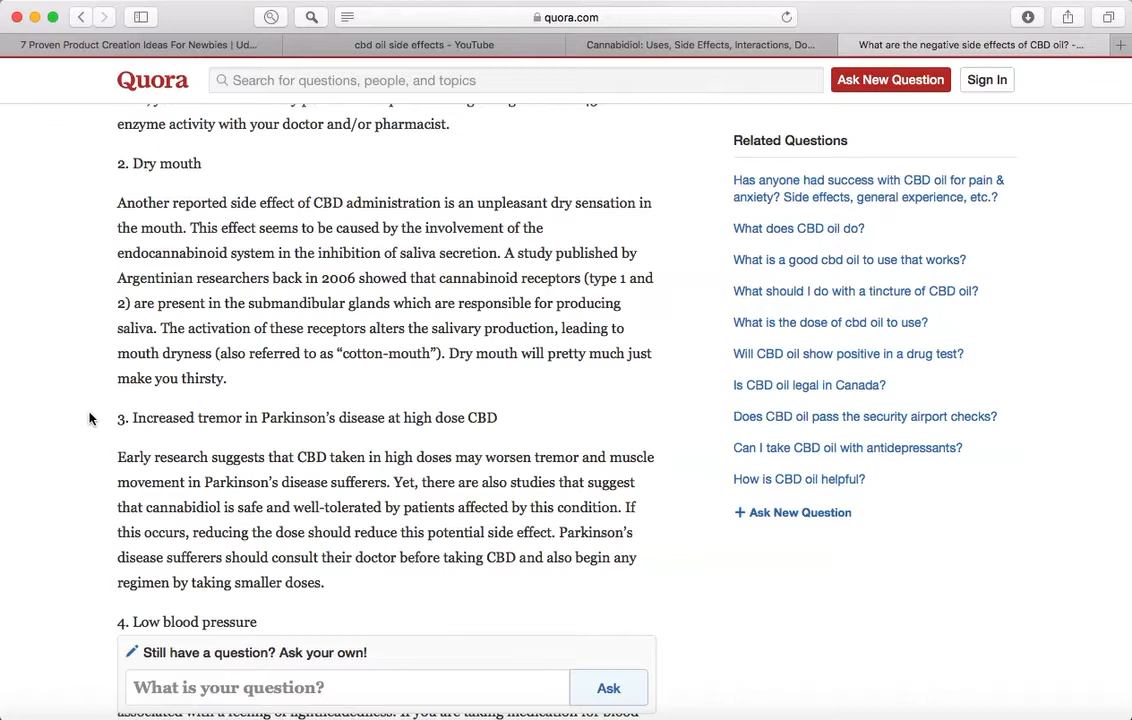 quora.com
7 Proven Product Creation Ideas For Newbies | Ud...
cbd oil side effects - YouTube
Cannabidiol: Uses, Side Effects, Interactions, Do...
What are the negative side effects of CBD oil? -...
Quora
Search for questions, people, and topics
Ask New Question
Sign In
enzyme activity with your doctor and/or pharmacist.
2. Dry mouth
Another reported side effect of CBD administration is an unpleasant dry sensation in
the mouth. This effect seems to be caused by the involvement of the
endocannabinoid system in the inhibition of saliva secretion. A study published by
Argentinian researchers back in 2006 showed that cannabinoid receptors (type 1 and
2) are present in the submandibular glands which are responsible for producing
saliva. The activation of these receptors alters the salivary production, leading to
mouth dryness (also referred to as “cotton-mouth”). Dry mouth will pretty much just
make you thirsty.
3. Increased tremor in Parkinson’s disease at high dose CBD
Early research suggests that CBD taken in high doses may worsen tremor and muscle
movement in Parkinson’s disease sufferers. Yet, there are also studies that suggest
that cannabidiol is safe and well-tolerated by patients affected by this condition. If
this occurs, reducing the dose should reduce this potential side effect. Parkinson’s
disease sufferers should consult their doctor before taking CBD and also begin any
regimen by taking smaller doses.
4. Low blood pressure
Still have a question? Ask your own!
What is your question?
Ask
associated with a feeling of lightheadedness. If you are taking medication for blood
Related Questions
Has anyone had success with CBD oil for pain &
anxiety? Side effects, general experience, etc.?
What does CBD oil do?
What is a good cbd oil to use that works?
What should I do with a tincture of CBD oil?
What is the dose of cbd oil to use?
Will CBD oil show positive in a drug test?
Is CBD oil legal in Canada?
Does CBD oil pass the security airport checks?
Can I take CBD oil with antidepressants?
How is CBD oil helpful?
+ Ask New Question